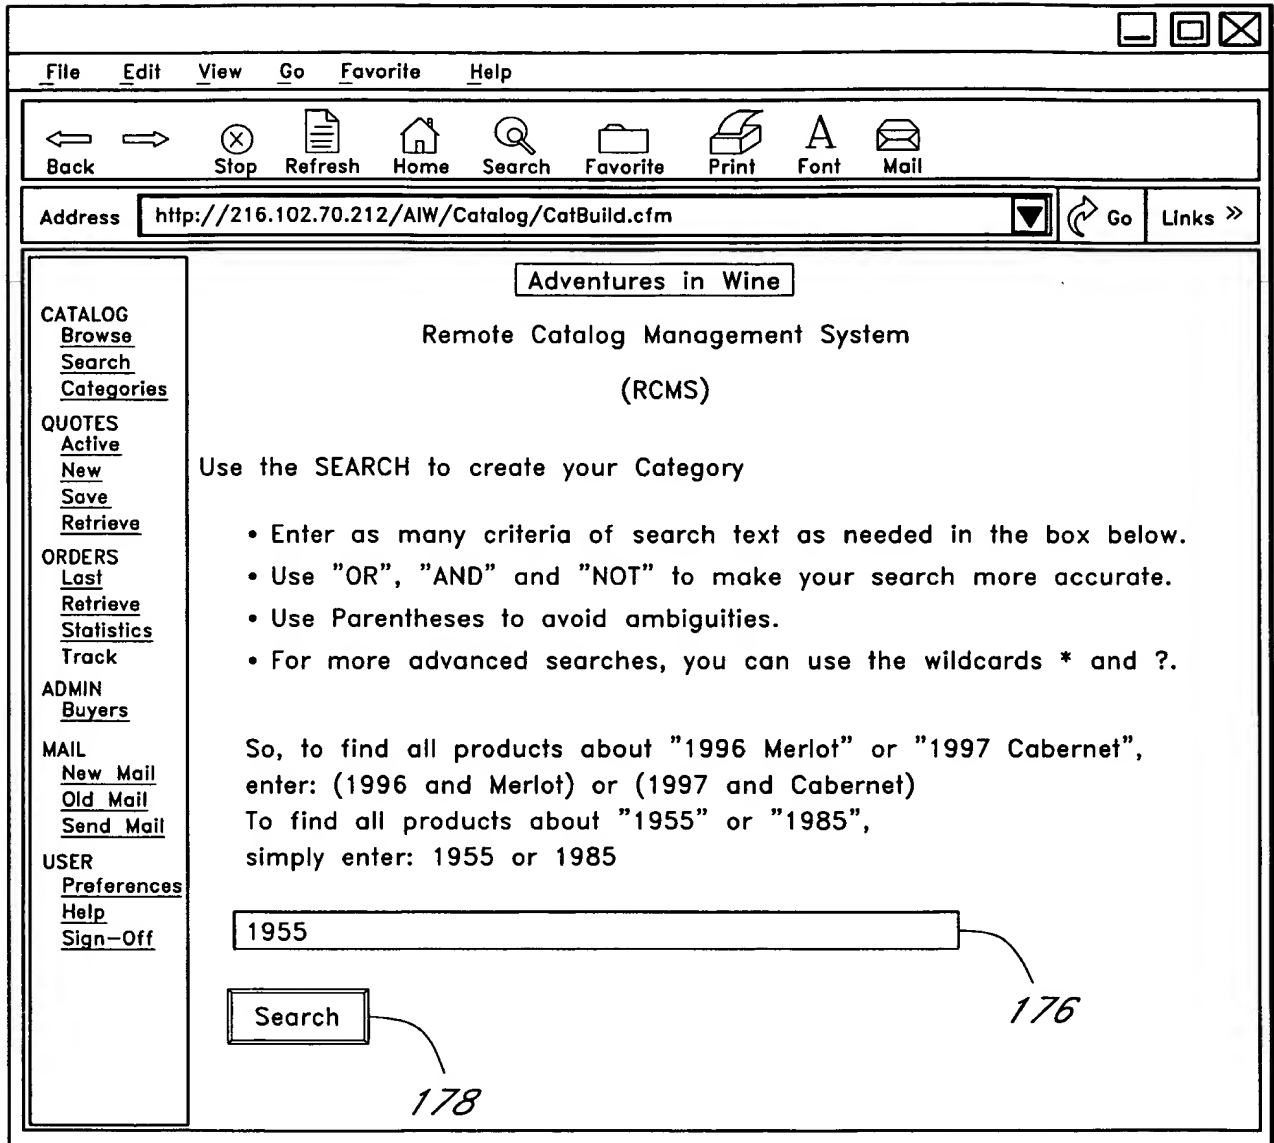 File Edit View Go Favorite Help
Back Stop Refresh Home Search Favorite Print A Font Mail
Address http://216.102.70.212/AIW/Catalog/CatBuild.cfm Go Links »
CATALOG
Browse
Search
Categories
QUOTES
Active
New
Save
Retrieve
ORDERS
Last
Retrieve
Statistics
Track
ADMIN
Buyers
MAIL
New Mail
Old Mail
Send Mail
USER
Preferences
Help
Sign-Off
Adventures in Wine
Remote Catalog Management System
(RCMS)
Use the SEARCH to create your Category
• Enter as many criteria of search text as needed in the box below.
• Use "OR", "AND" and "NOT" to make your search more accurate.
• Use Parentheses to avoid ambiguities.
• For more advanced searches, you can use the wildcards * and ?.
So, to find all products about "1996 Merlot" or "1997 Cabernet",
enter: (1996 and Merlot) or (1997 and Cabernet)
To find all products about "1955" or "1985",
simply enter: 1955 or 1985
1955
176
Search
178